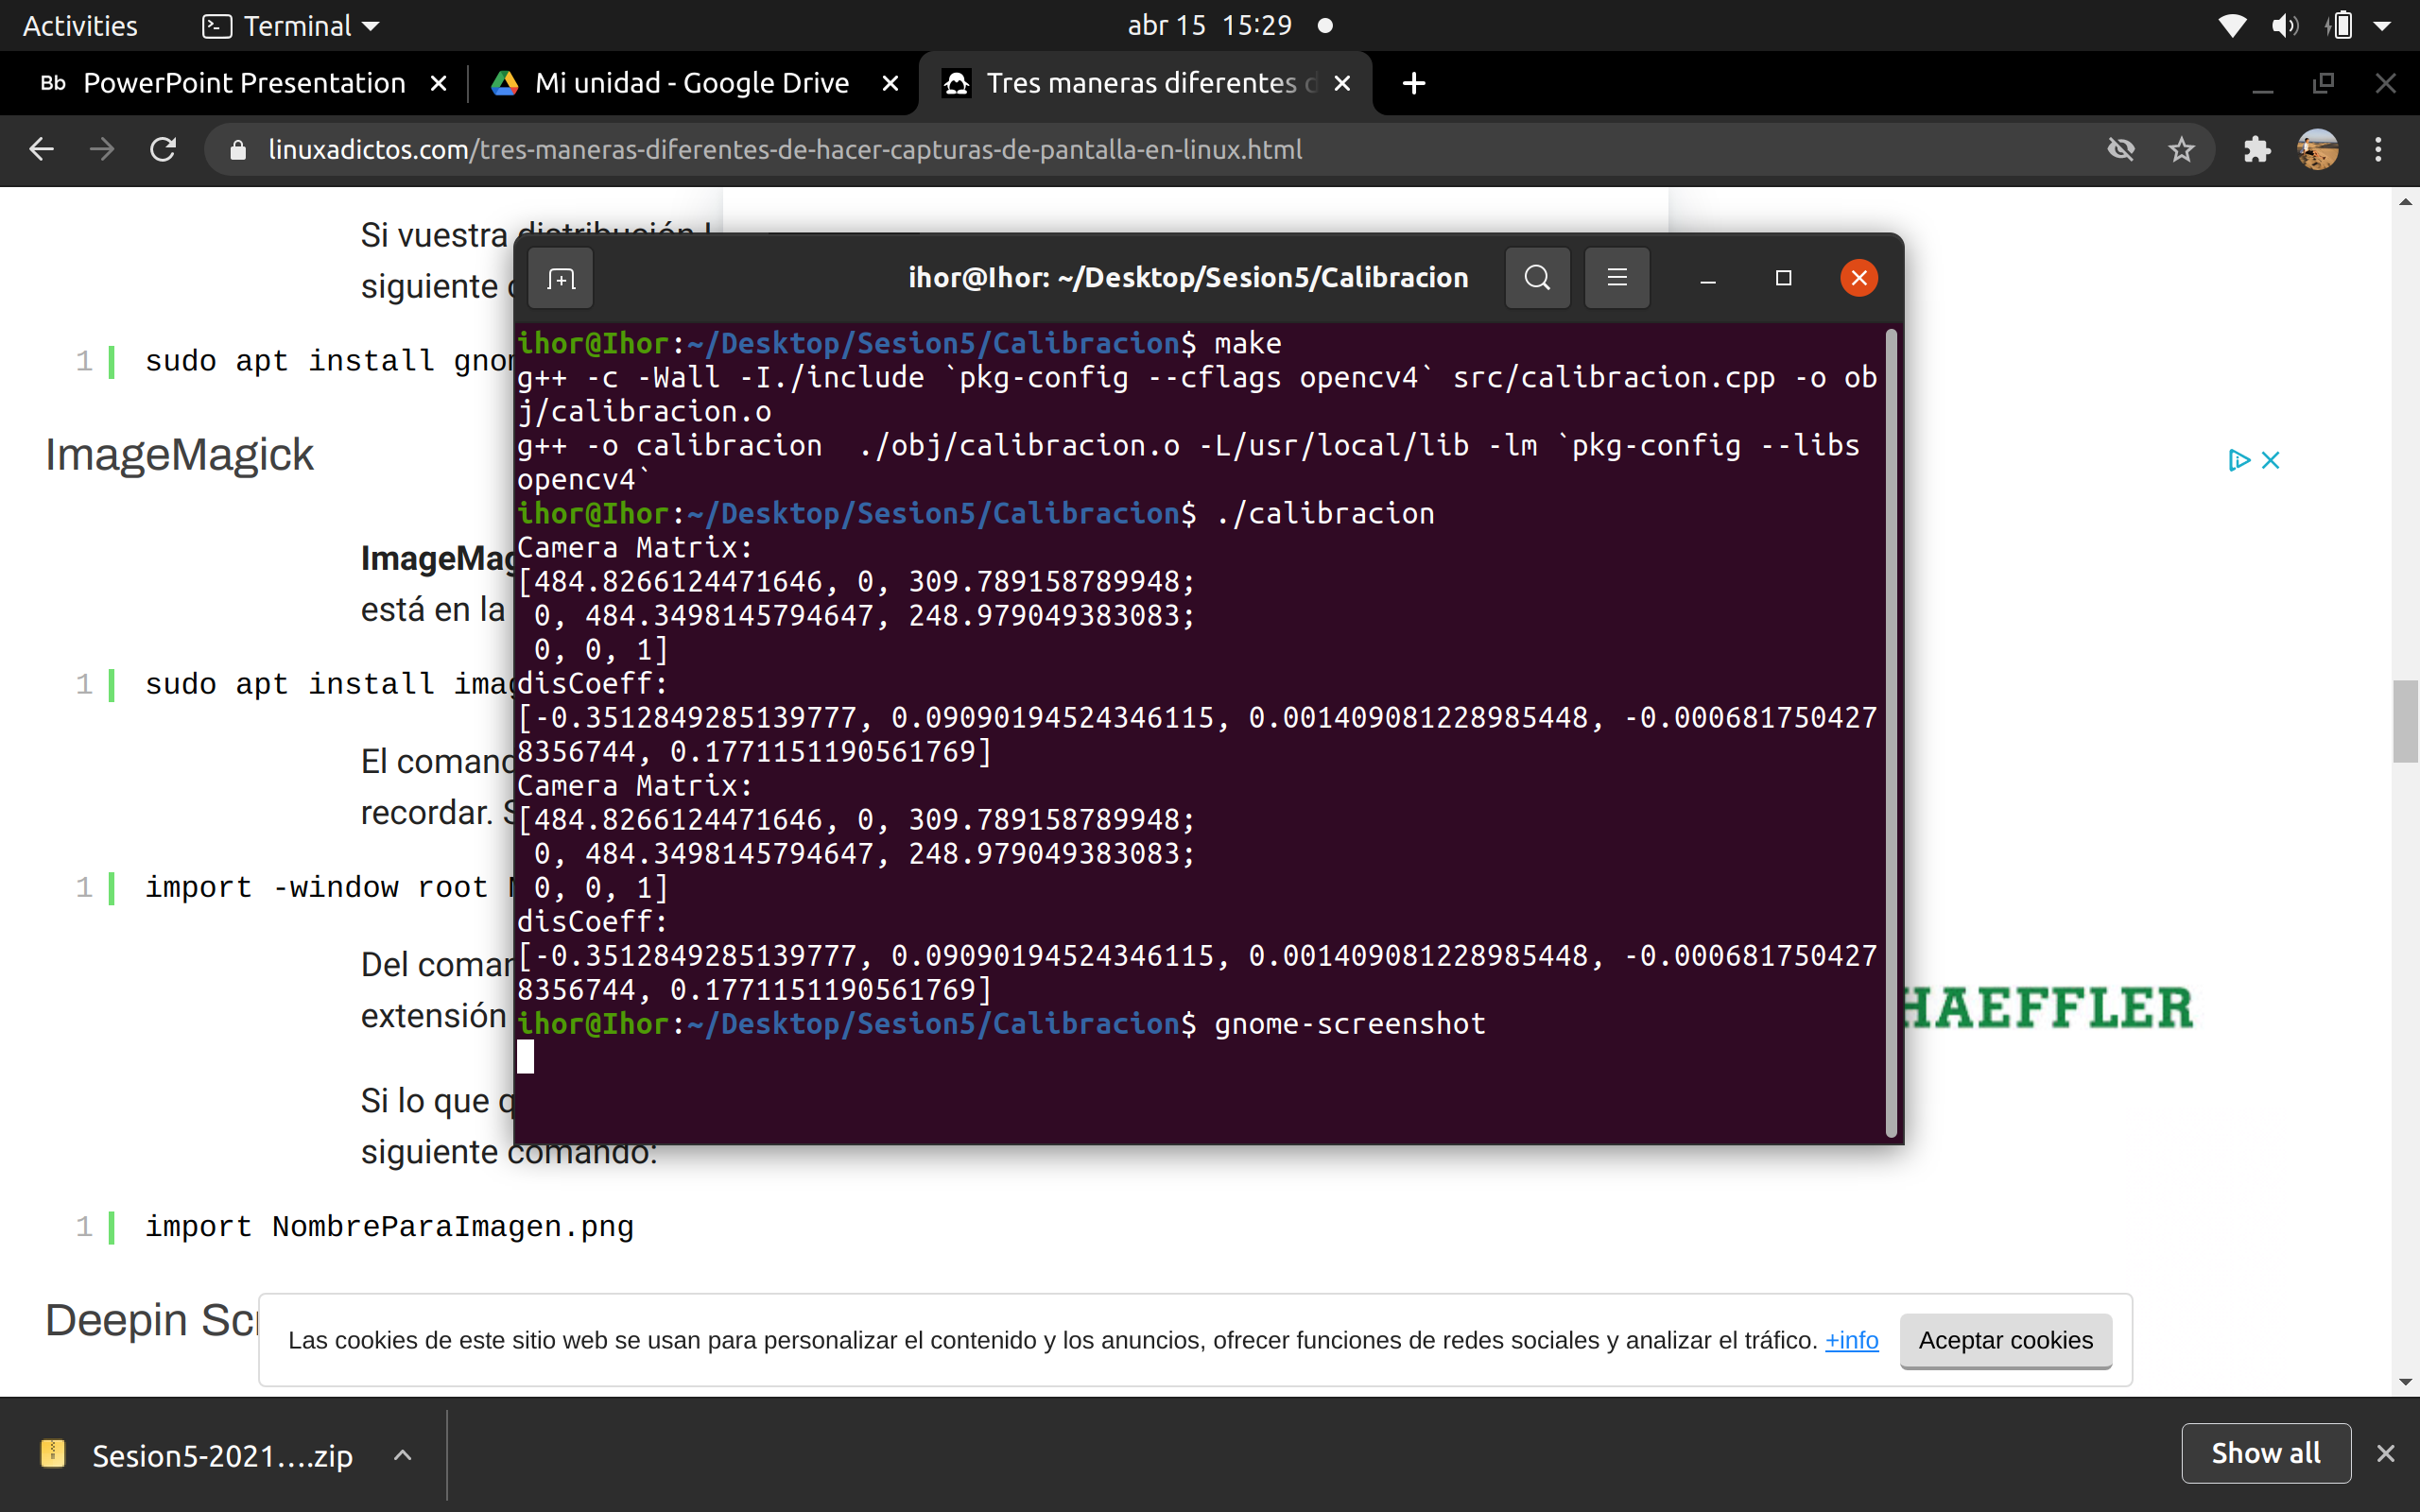 Activities
Terminal
abr 15 15:29
Bb PowerPoint Presentation
Mi unidad - Google Drive
Tres maneras diferentes d
linuxadictos.com/tres-maneras-diferentes-de-hacer-capturas-de-pantalla-en-linux.html
Si vuestra distribución
siguiente
1 sudo apt install gnom
ImageMagick
ImageMag
está en la
1 sudo apt install imag
El comand
recordar. S
1 import -window root
Del coman
extensión
Si lo que q
siguiente comando:
1 import NombreParaImagen.png
Deepin Scr
ihor@Ihor: ~/Desktop/Sesion5/Calibracion
ihor@Ihor:~/Desktop/Sesion5/Calibracion$ make
g++ -c -Wall -I./include `pkg-config --cflags opencv4` src/calibracion.cpp -o ob
j/calibracion.o
g++ -o calibracion  ./obj/calibracion.o -L/usr/local/lib -lm `pkg-config --libs
opencv4`
ihor@Ihor:~/Desktop/Sesion5/Calibracion$ ./calibracion
Camera Matrix:
[484.8266124471646, 0, 309.789158789948;
 0, 484.3498145794647, 248.979049383083;
 0, 0, 1]
disCoeff:
[-0.3512849285139777, 0.09090194524346115, 0.001409081228985448, -0.000681750427
8356744, 0.1771151190561769]
Camera Matrix:
[484.8266124471646, 0, 309.789158789948;
 0, 484.3498145794647, 248.979049383083;
 0, 0, 1]
disCoeff:
[-0.3512849285139777, 0.09090194524346115, 0.001409081228985448, -0.000681750427
8356744, 0.1771151190561769]
ihor@Ihor:~/Desktop/Sesion5/Calibracion$ gnome-screenshot
HAEFFLER
Las cookies de este sitio web se usan para personalizar el contenido y los anuncios, ofrecer funciones de redes sociales y analizar el tráfico. +info
Aceptar cookies
Sesion5-2021....zip
Show all